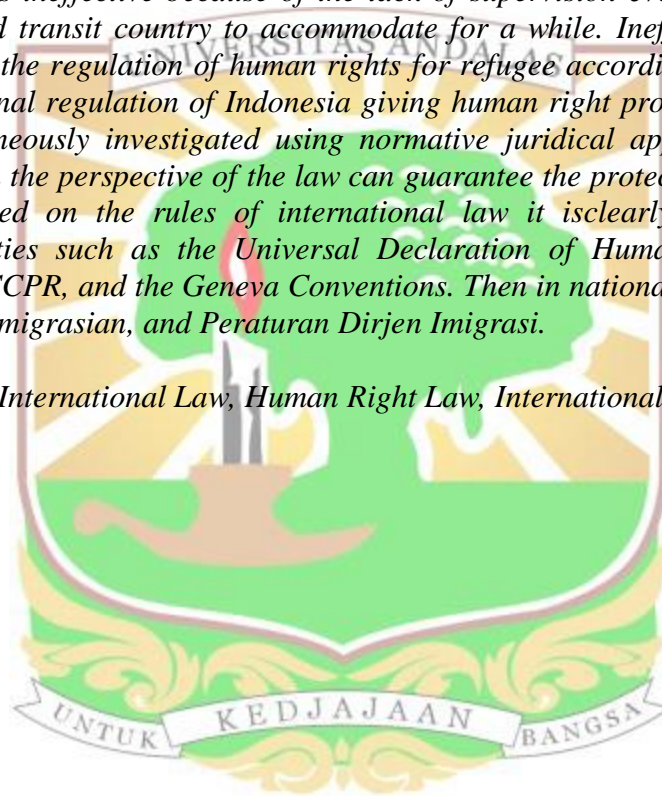 s ineffective because of the lack of supervision ev
d transit country to accommodate for a while. Inef
UNIVERSITAS ANDALAS
the regulation of human rights for refugee accordi
nal regulation of Indonesia giving human right pro
neously investigated using normative juridical ap
the perspective of the law can guarantee the protec
ed on the rules of international law it isclearly
ties such as the Universal Declaration of Huma
CPR, and the Geneva Conventions. Then in nationa
migrasian, and Peraturan Dirjen Imigrasi.
International Law, Human Right Law, International
UNTUK KEDJAJAAN BANGSA